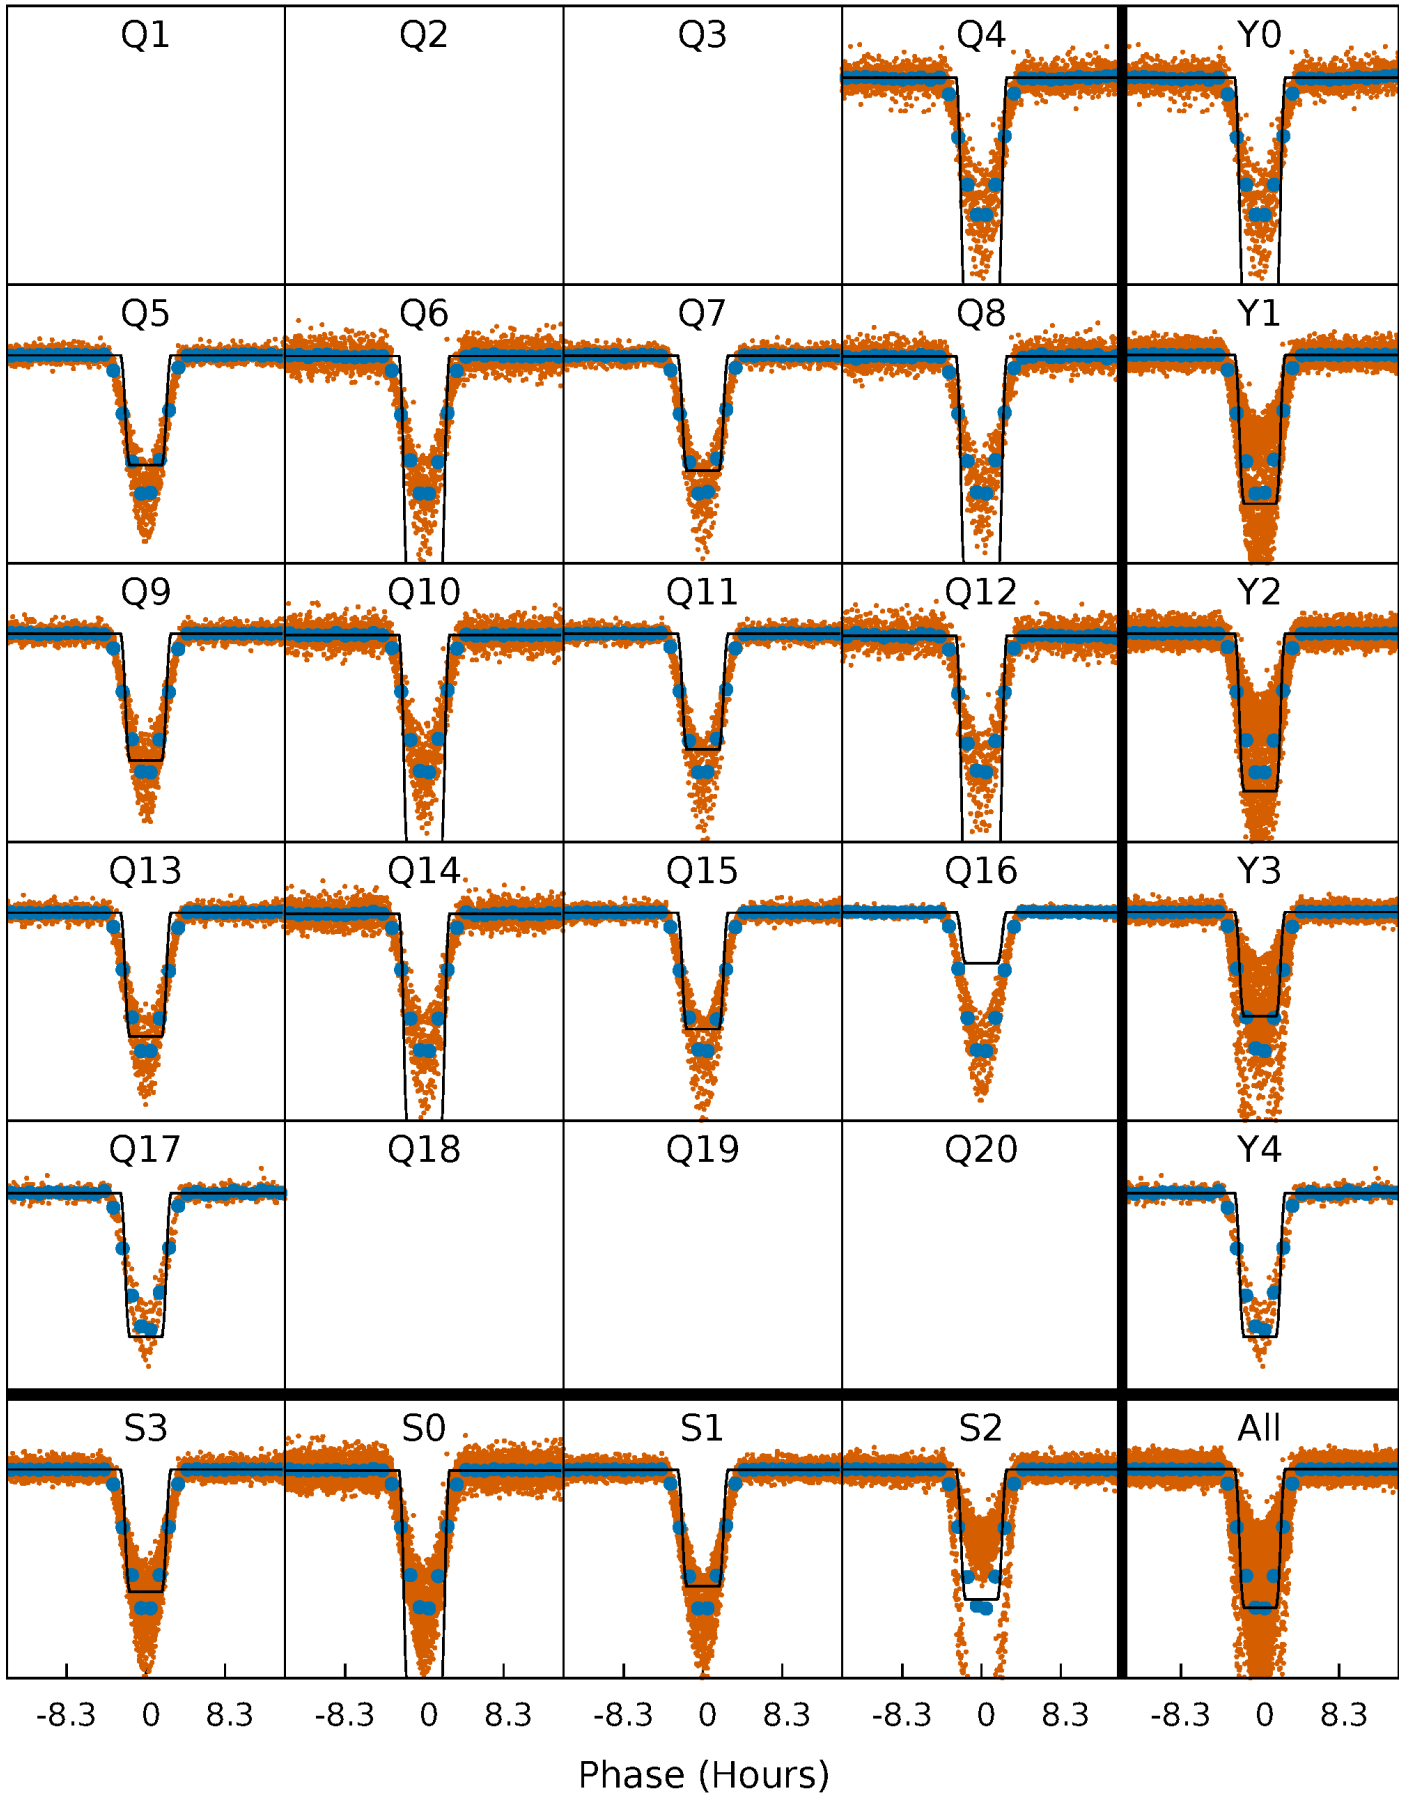 Q1 Q2 Q3 Q4 Y0
Q5 Q6 Q7 Q8 Y1
Q9 Q10 Q11 Q12 Y2
Q13 Q14 Q15 Q16 Y3
Q17 Q18 Q19 Q20 Y4
S3 S0 S1 S2 All
-8.3 0 8.3 -8.3 0 8.3 -8.3 0 8.3 -8.3 0 8.3 -8.3 0 8.3
Phase (Hours)